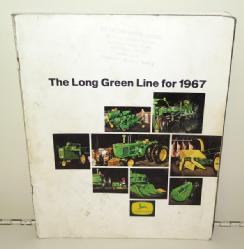 The Long Green Line for 1967